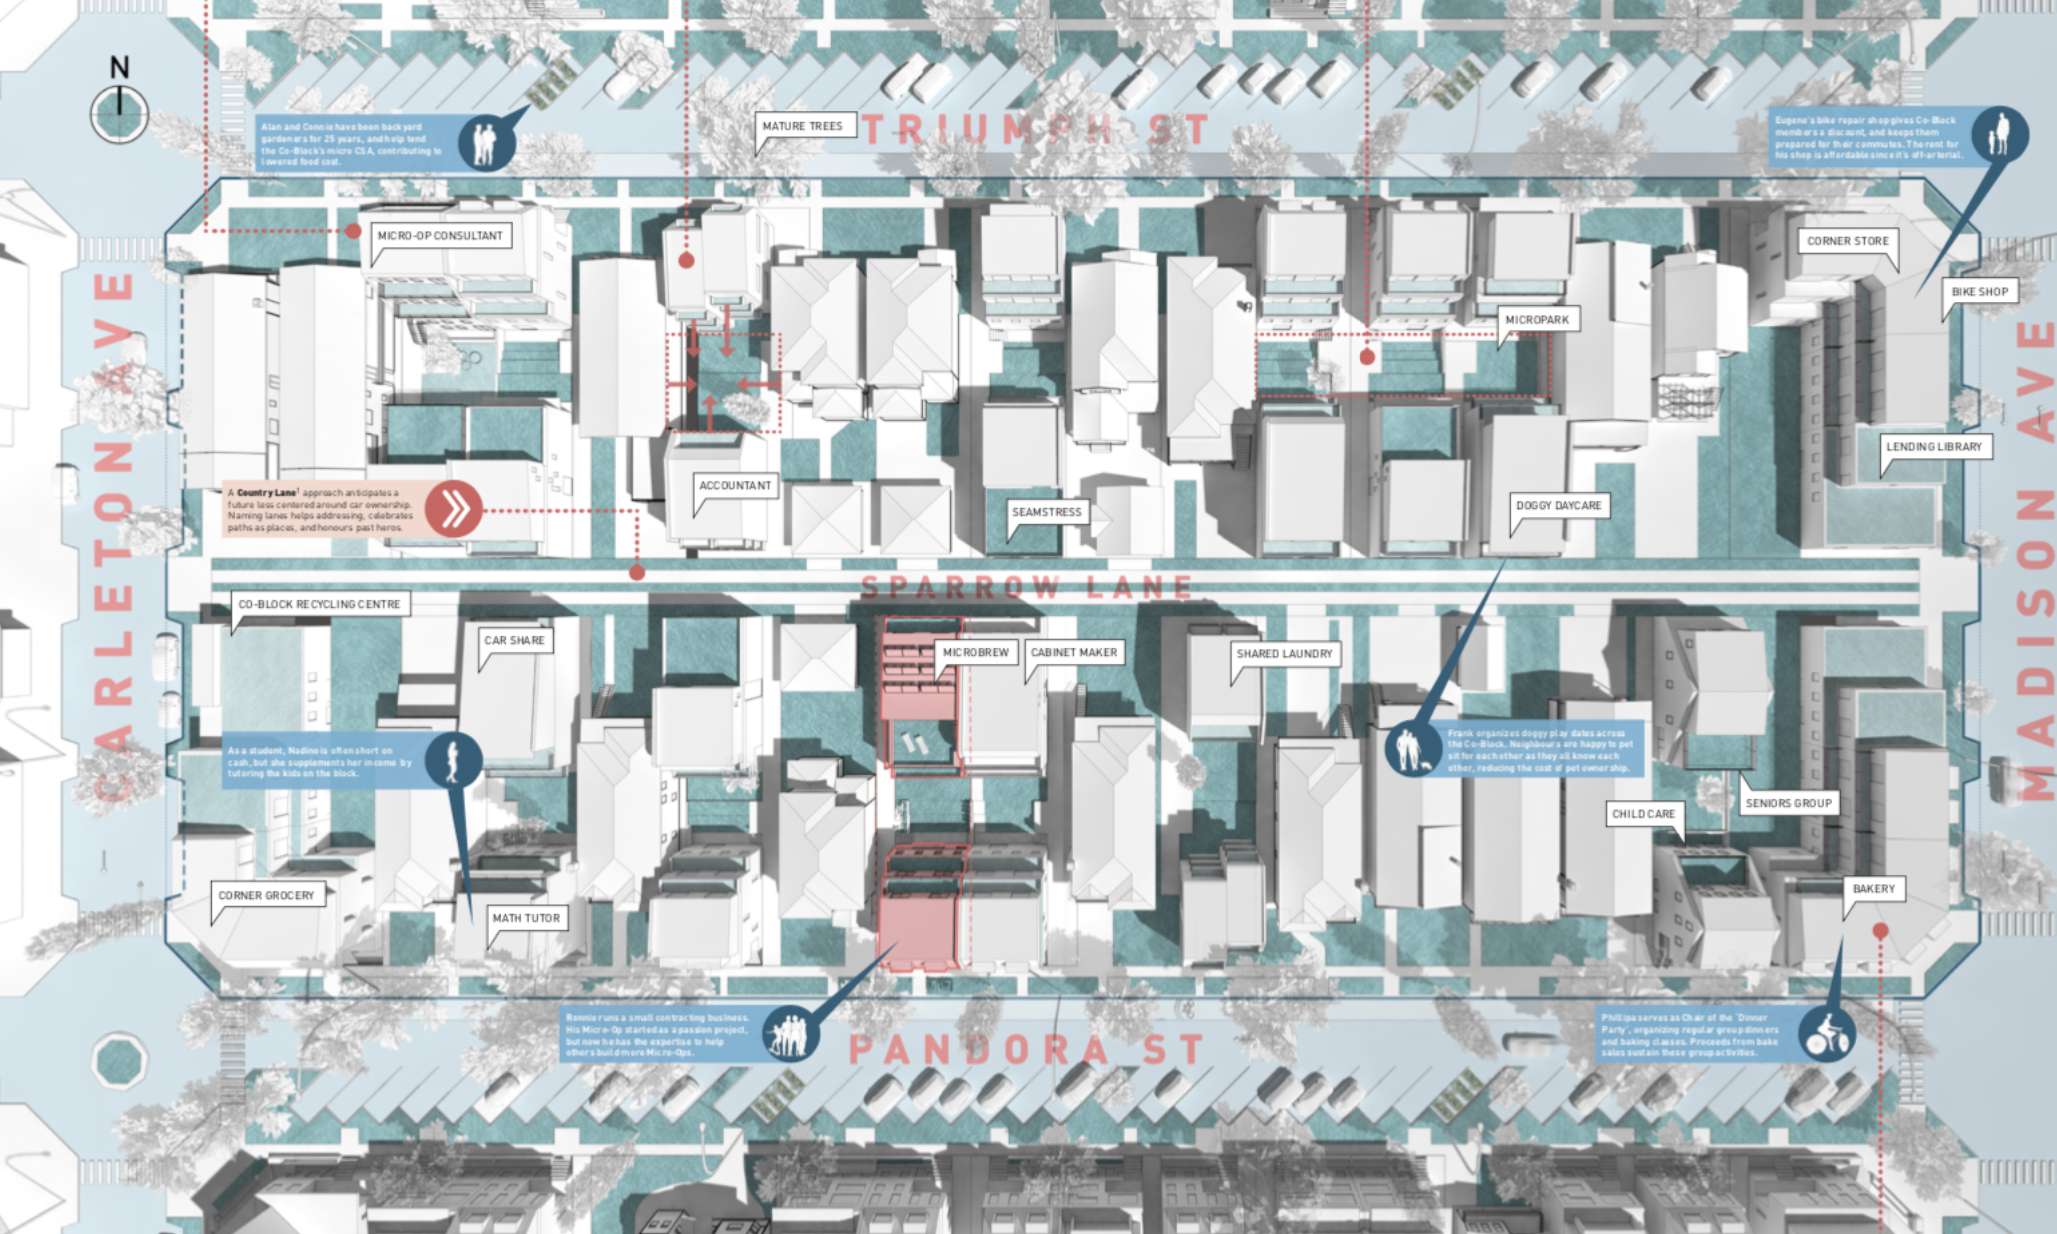 N
Alan and Connie have been backyard
gardeners for 25 years, and help tend
the Co-Block's micro CSA, contributing to
lowered food cost.
MATURE TREES
TRIUMPH ST
Eugene's bike repair shop gives Co-Block
members a discount, and keeps them
prepared for their commutes. The rent for
his shop is affordable since it's off-arterial.
MICRO-OP CONSULTANT
CORNER STORE
BIKE SHOP
MICROPARK
CARLETON AVE
MADISON AVE
LENDING LIBRARY
A Country Lane¹ approach anticipates a
future less centered around car ownership.
Naming lanes helps addressing, celebrates
paths as places, and honours past heros.
ACCOUNTANT
SEAMSTRESS
DOGGY DAYCARE
SPARROW LANE
CO-BLOCK RECYCLING CENTRE
CAR SHARE
MICROBREW
CABINET MAKER
SHARED LAUNDRY
As a student, Nadine is often short on
cash, but she supplements her income by
tutoring the kids on the block.
Frank organizes doggy play dates across
the Co-Block. Neighbours are happy to pet
sit for each other as they all know each
other, reducing the cost of pet ownership.
SENIORS GROUP
CHILD CARE
CORNER GROCERY
MATH TUTOR
BAKERY
Ronnie runs a small contracting business.
His Micro-Op started as a passion project,
but now he has the expertise to help
others build more Micro-Ops.
PANDORA ST
Phillipa serves as Chair of the 'Dinner
Party', organizing regular group dinners
and baking classes. Proceeds from bake
sales sustain these group activities.